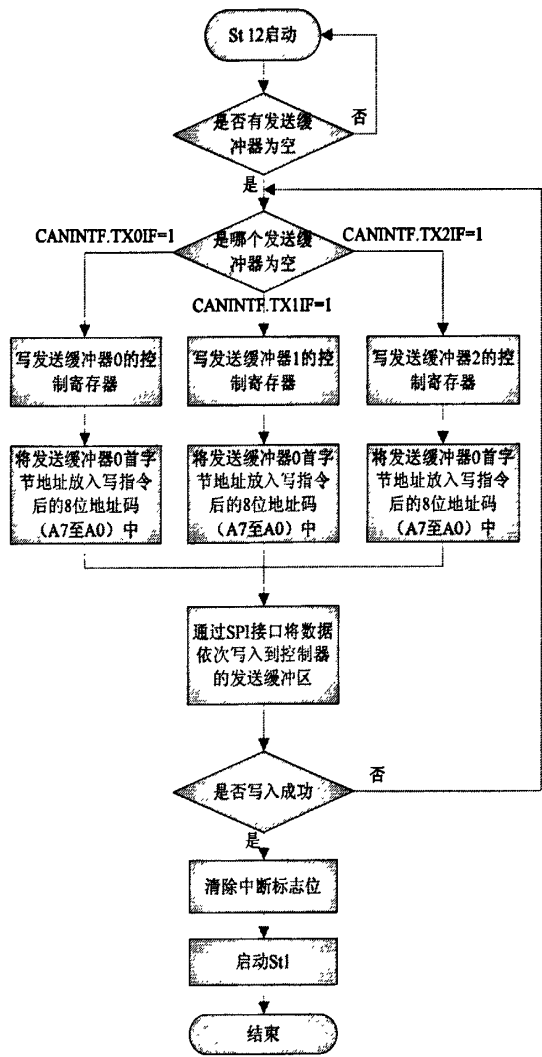 St 12启动
是否有发送缓
冲器为空
否
是
CANINTF.TX0IF=1
是哪个发送缓
冲器为空
CANINTF.TX2IF=1
CANINTF.TX1IF=1
写发送缓冲器0的控
制寄存器
写发送缓冲器1的控
制寄存器
写发送缓冲器2的控
制寄存器
将发送缓冲器0首字
节地址放入写指令
后的8位地址码
（A7至A0）中
将发送缓冲器0首字
节地址放入写指令
后的8位地址码
（A7至A0）中
将发送缓冲器0首字
节地址放入写指令
后的8位地址码
（A7至A0）中
通过SPI接口将数据
依次写入到控制器
的发送缓冲区
是否写入成功
否
是
清除中断标志位
启动St1
结束